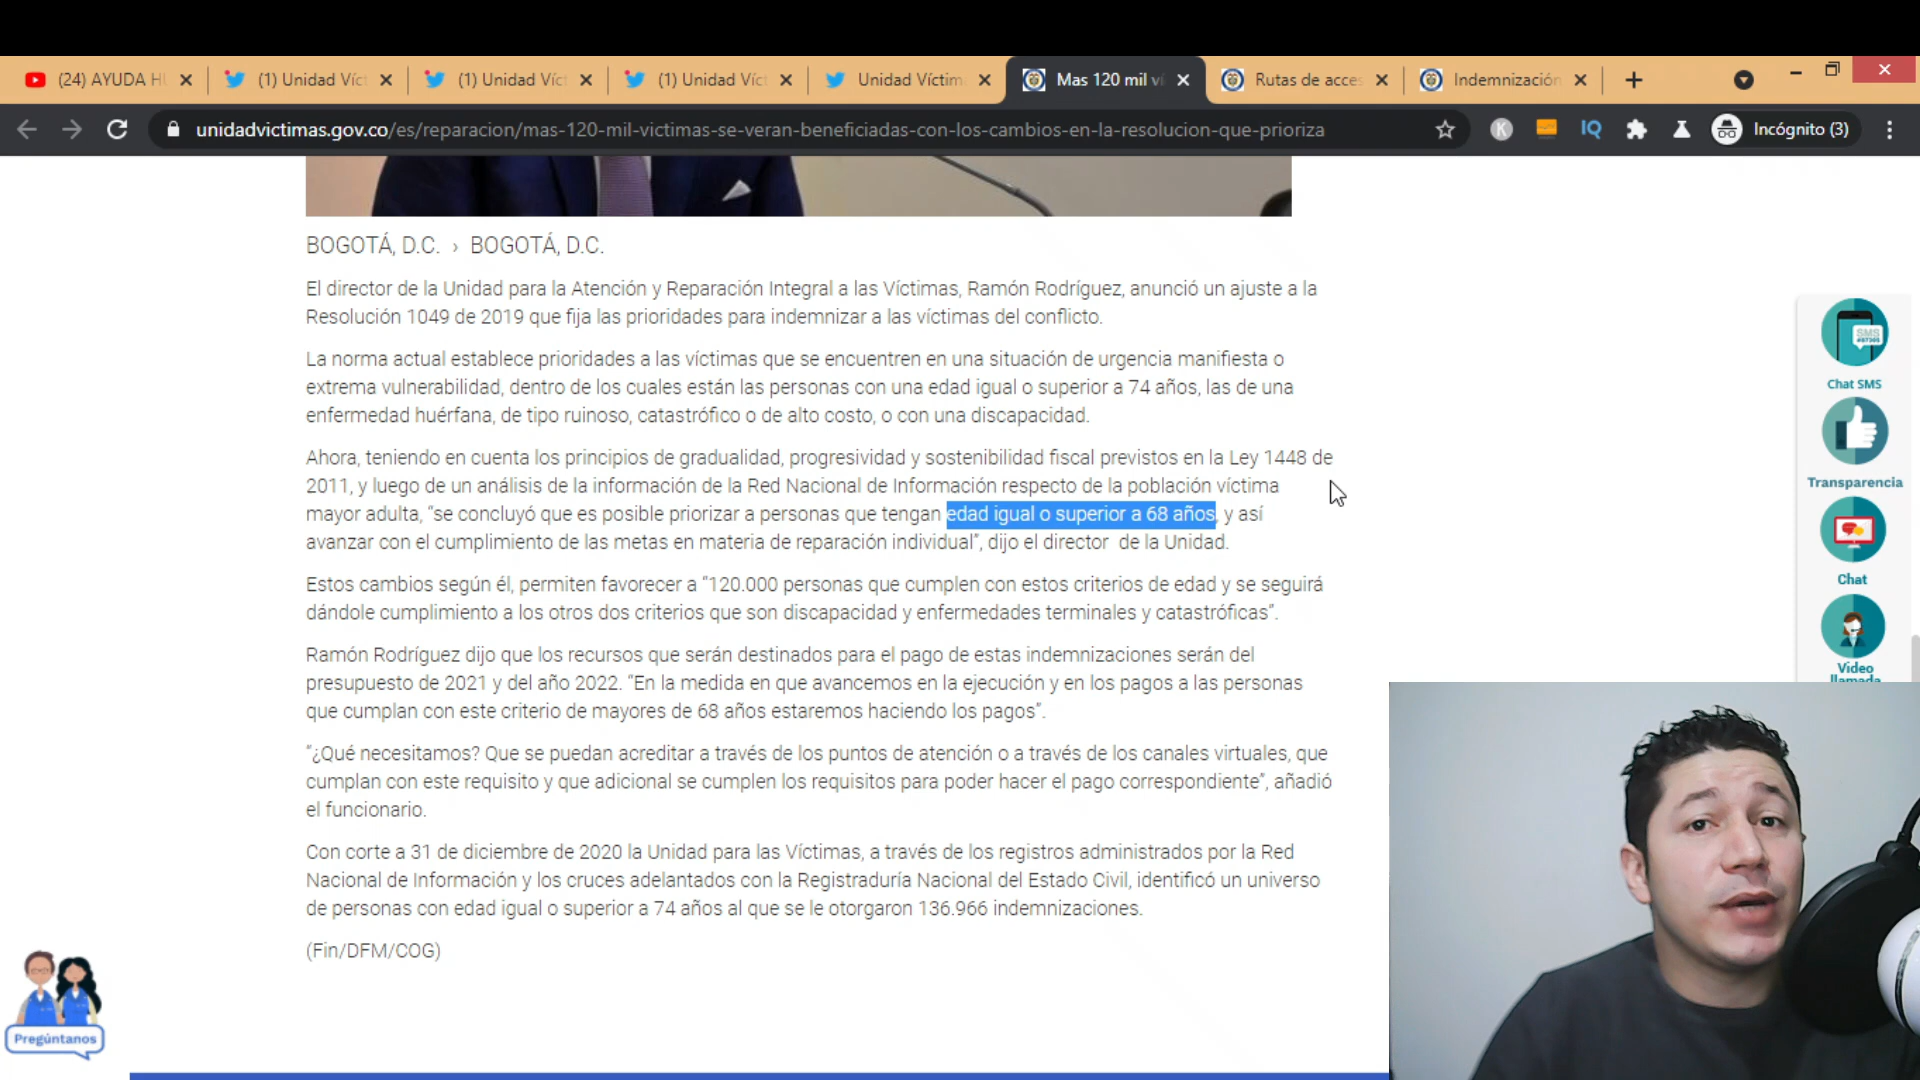 (24) AYUDA H
(1) Unidad Víct
(1) Unidad Víct
(1) Unidad Víct
Unidad Víctim
Mas 120 mil ví
Rutas de acce
Indemnización
unidadvictimas.gov.co/es/reparacion/mas-120-mil-victimas-se-veran-beneficiadas-con-los-cambios-en-la-resolucion-que-prioriza
K
IQ
Incógnito (3)
BOGOTÁ, D.C. › BOGOTÁ, D.C.
El director de la Unidad para la Atención y Reparación Integral a las Víctimas, Ramón Rodríguez, anunció un ajuste a la
Resolución 1049 de 2019 que fija las prioridades para indemnizar a las víctimas del conflicto.
La norma actual establece prioridades a las víctimas que se encuentren en una situación de urgencia manifiesta o
extrema vulnerabilidad, dentro de los cuales están las personas con una edad igual o superior a 74 años, las de una
enfermedad huérfana, de tipo ruinoso, catastrófico o de alto costo, o con una discapacidad.
Ahora, teniendo en cuenta los principios de gradualidad, progresividad y sostenibilidad fiscal previstos en la Ley 1448 de
2011, y luego de un análisis de la información de la Red Nacional de Información respecto de la población víctima
mayor adulta, “se concluyó que es posible priorizar a personas que tengan edad igual o superior a 68 años, y así
avanzar con el cumplimiento de las metas en materia de reparación individual”, dijo el director  de la Unidad.
Estos cambios según él, permiten favorecer a “120.000 personas que cumplen con estos criterios de edad y se seguirá
dándole cumplimiento a los otros dos criterios que son discapacidad y enfermedades terminales y catastróficas”.
Ramón Rodríguez dijo que los recursos que serán destinados para el pago de estas indemnizaciones serán del
presupuesto de 2021 y del año 2022. “En la medida en que avancemos en la ejecución y en los pagos a las personas
que cumplan con este criterio de mayores de 68 años estaremos haciendo los pagos”.
“¿Qué necesitamos? Que se puedan acreditar a través de los puntos de atención o a través de los canales virtuales, que
cumplan con este requisito y que adicional se cumplen los requisitos para poder hacer el pago correspondiente”, añadió
el funcionario.
Con corte a 31 de diciembre de 2020 la Unidad para las Víctimas, a través de los registros administrados por la Red
Nacional de Información y los cruces adelantados con la Registraduría Nacional del Estado Civil, identificó un universo
de personas con edad igual o superior a 74 años al que se le otorgaron 136.966 indemnizaciones.
(Fin/DFM/COG)
SMS
Chat SMS
Transparencia
Chat
Video
llamada
Pregúntanos